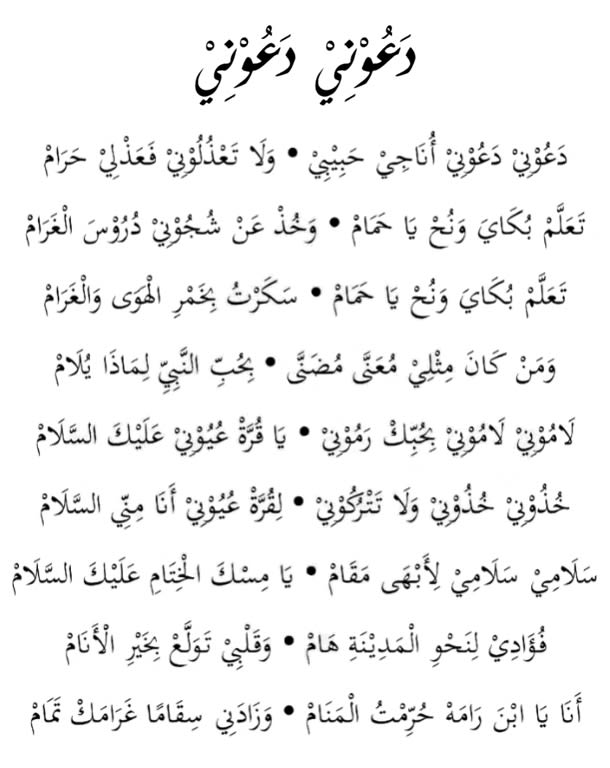 دَعُوْنِيْ دَعُوْنِيْ
دَعُوْنِيْ دَعُوْنِيْ أُنَاجِيْ حَبِيْبِيْ • وَلَا تَعْذُلُوْنِيْ فَعَذْلِيْ حَرَامْ
تَعَلَّمْ بُكَايَ وَنُحْ يَا حَمَامْ • وَخُذْ عَنْ شُجُوْنِيْ دُرُوْسَ الْغَرَامْ
تَعَلَّمْ بُكَايَ وَنُحْ يَا حَمَامْ • سَكَرْتُ بِخَمْرِ الْهَوَى وَالْغَرَامْ
وَمَنْ كَانَ مِثْلِيْ مُعَنَّى مُضَنَّى • بِحُبِّ النَّبِيِّ لِمَاذَا يُلَامْ
لَامُوْنِيْ لَامُوْنِيْ بِحُبِّكْ رَمُوْنِيْ • يَا قُرَّةْ عُيُوْنِيْ عَلَيْكَ السَّلَامْ
خُذُوْنِيْ خُذُوْنِيْ وَلَا تَتْرُكُوْنِيْ • لِقُرَّةْ عُيُوْنِيْ أَنَا مِنِّي السَّلَامْ
سَلَامِيْ سَلَامِيْ لِأَبْهَى مَقَامْ • يَا مِسْكَ الْخِتَامِ عَلَيْكَ السَّلَامْ
فُؤَادِيْ لِنَحْوِ الْمَدِيْنَةِ هَامْ • وَقَلْبِيْ تَوَلَّعْ بِخَيْرِ الْأَنَامْ
أَنَا يَا ابْنَ رَامَهْ حُرِّمْتُ الْمَنَامْ • وَزَادَنِي سِقَامًا غَرَامَكْ تَمَامْ